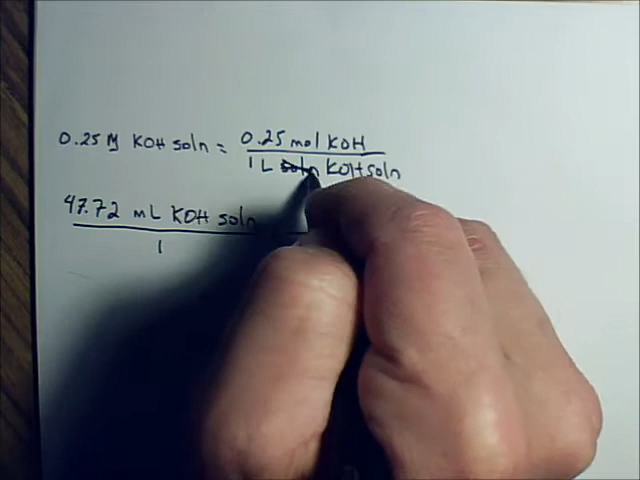 0.25 M KOH soln = 0.25 mol KOH
1 L soln KOH soln
47.72 mL KOH soln
1